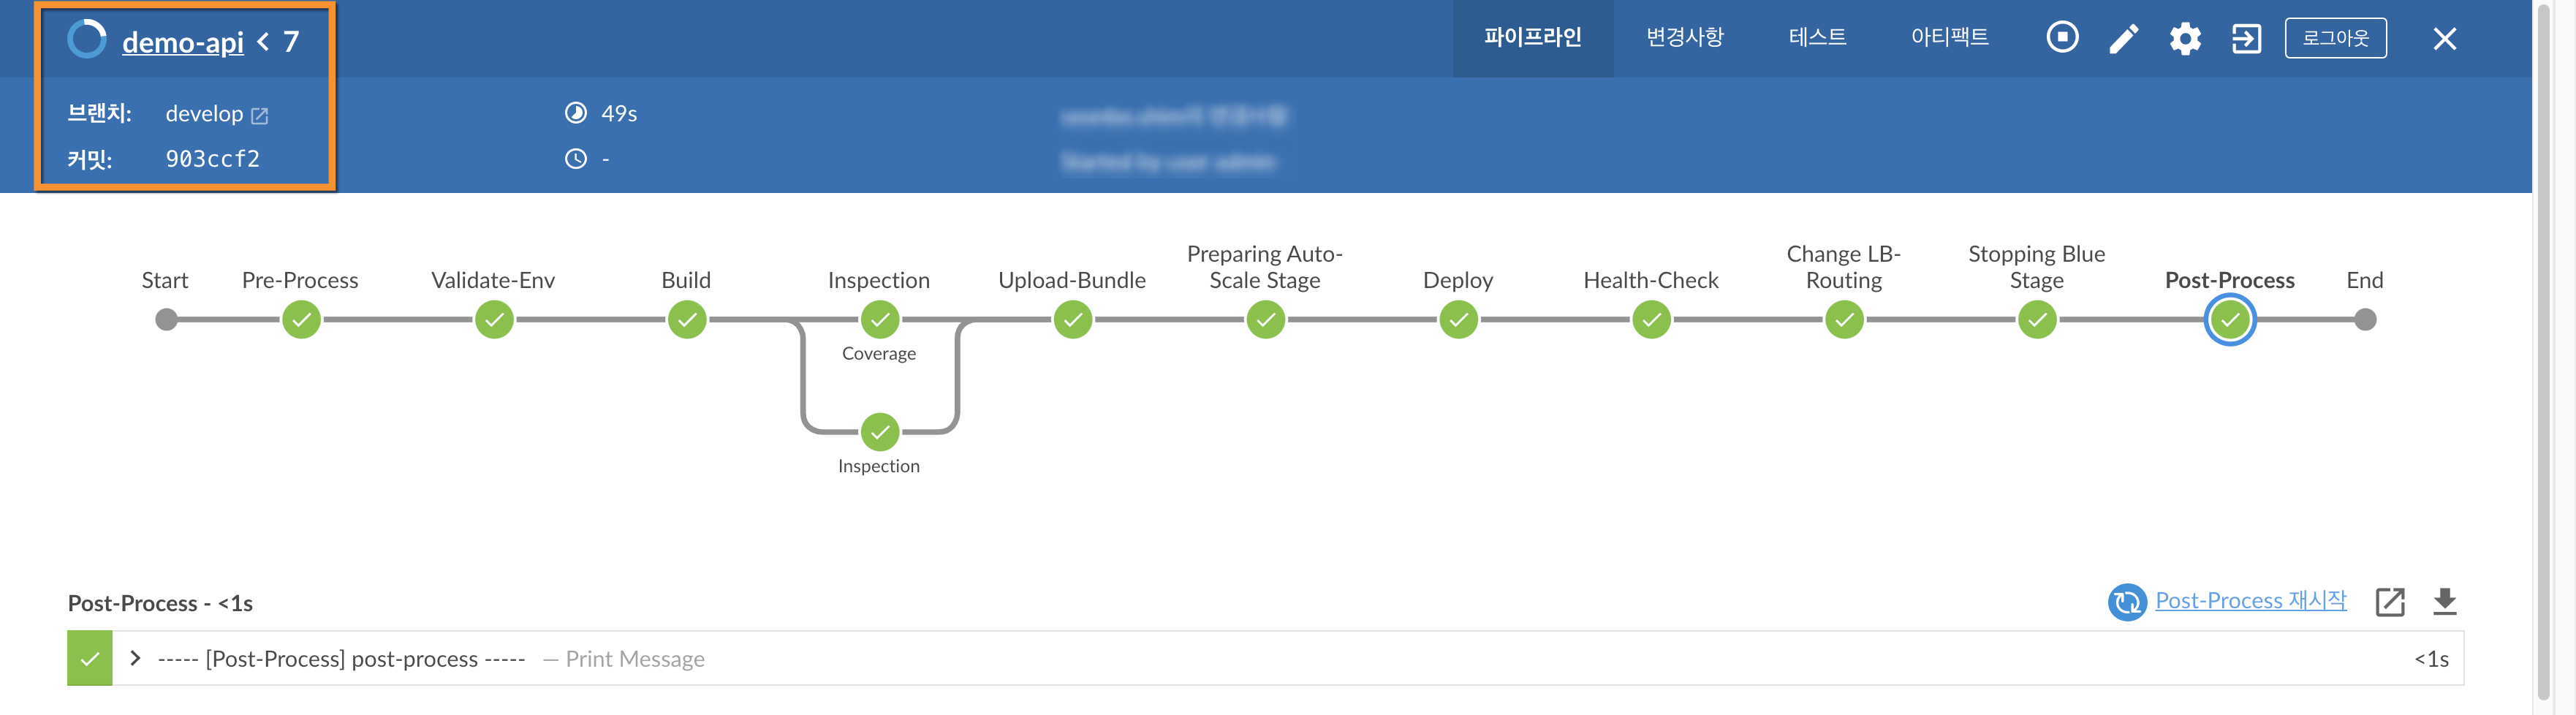 demo-api < 7
파이프라인
변경사항
테스트
아티팩트
로그아웃
브랜치: develop
49s
커밋: 903ccf2
-
Start
Pre-Process
Validate-Env
Build
Inspection
Upload-Bundle
Preparing Auto-
Scale Stage
Deploy
Health-Check
Change LB-
Routing
Stopping Blue
Stage
Post-Process
End
Coverage
Inspection
Post-Process - <1s
Post-Process 재시작
----- [Post-Process] post-process ----- — Print Message
<1s